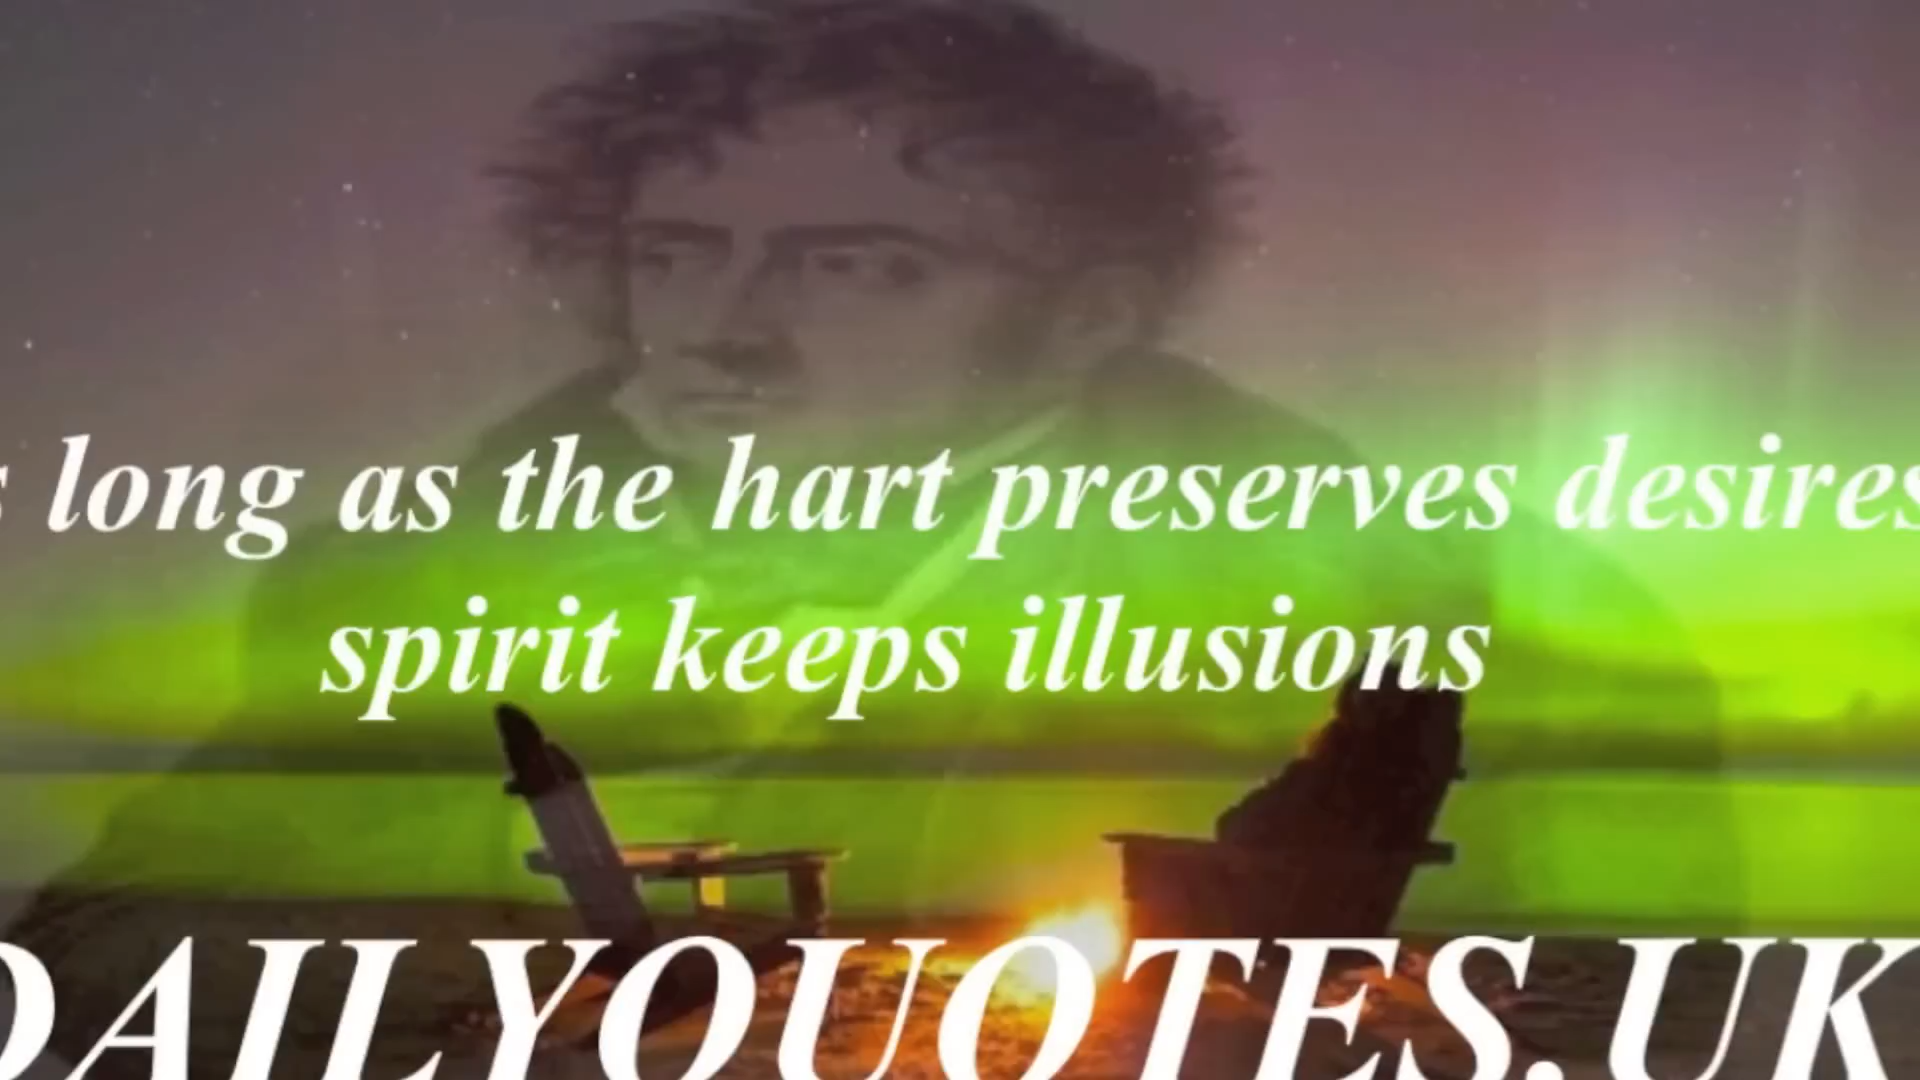 s long as the hart preserves desires
spirit keeps illusions
DAILYQUOTES.UK